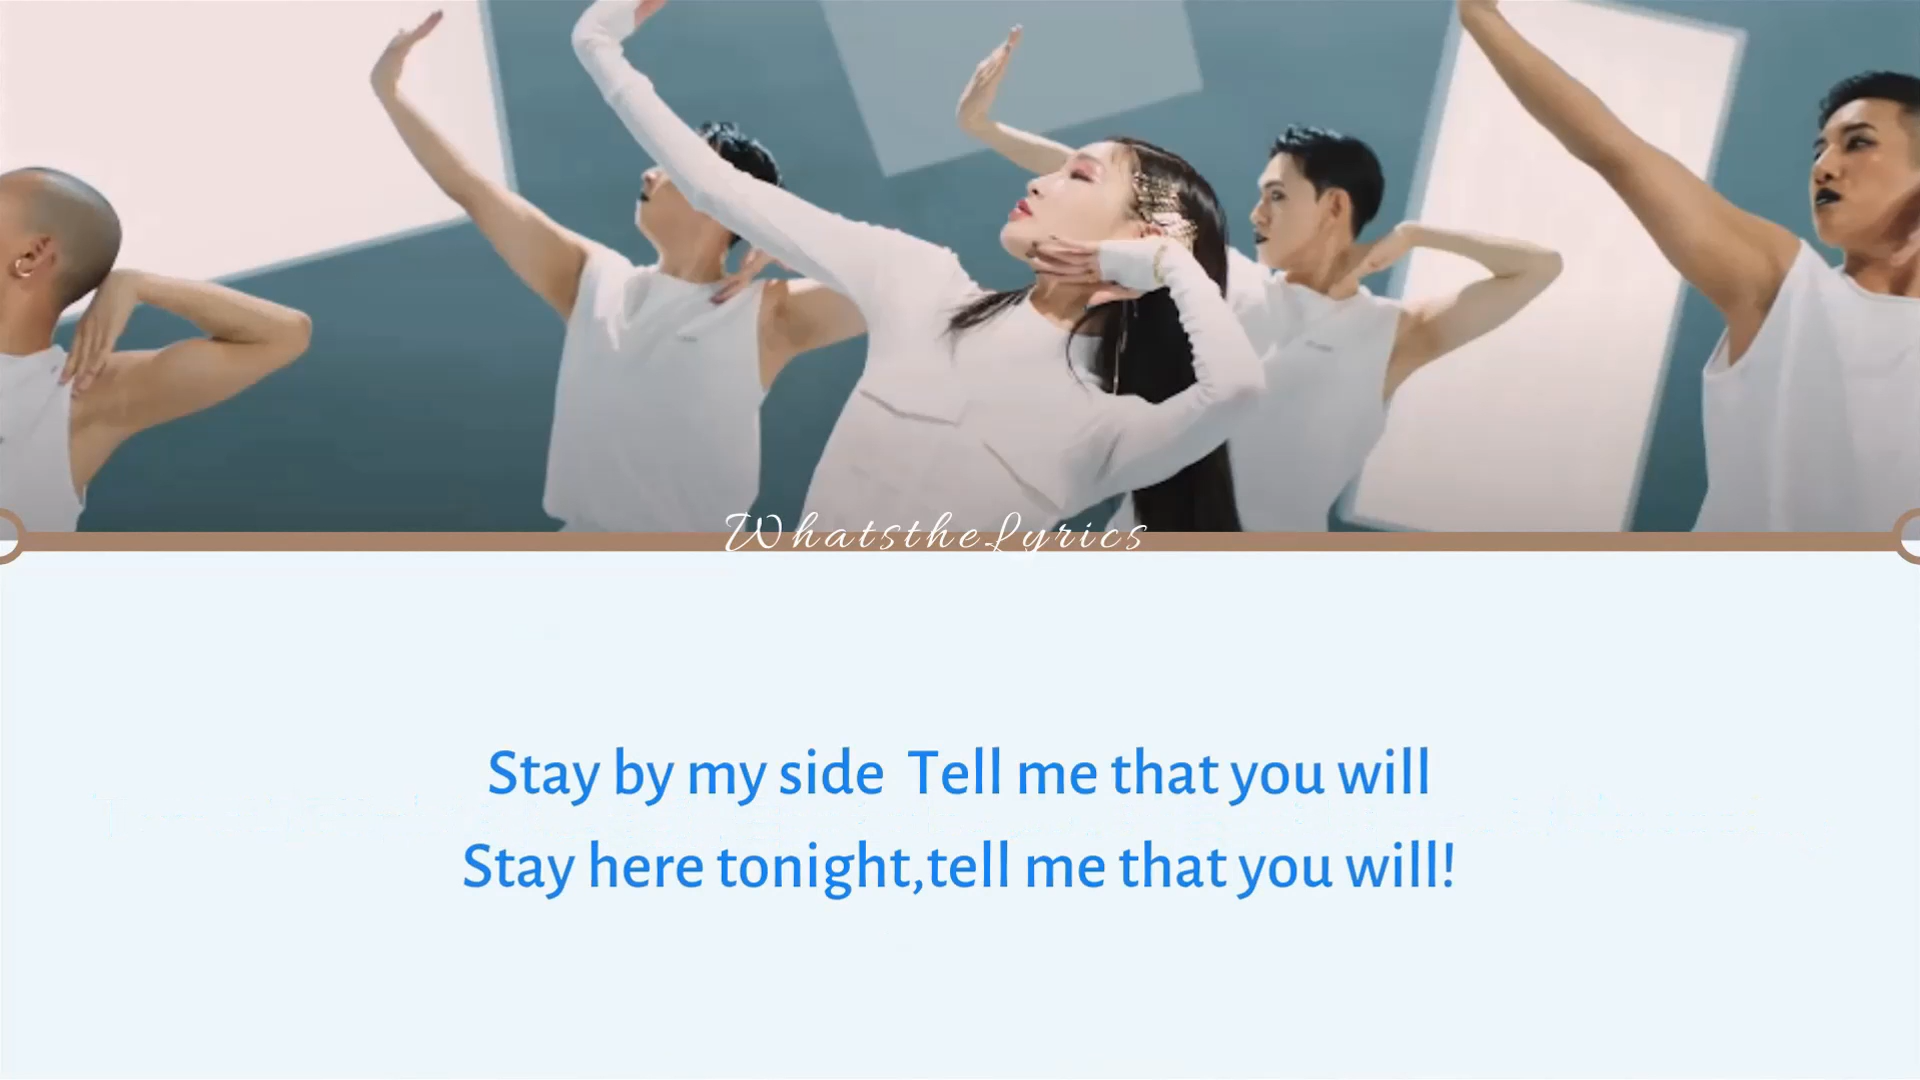 WhatstheLyrics
Stay by my side  Tell me that you will
Stay here tonight,tell me that you will!